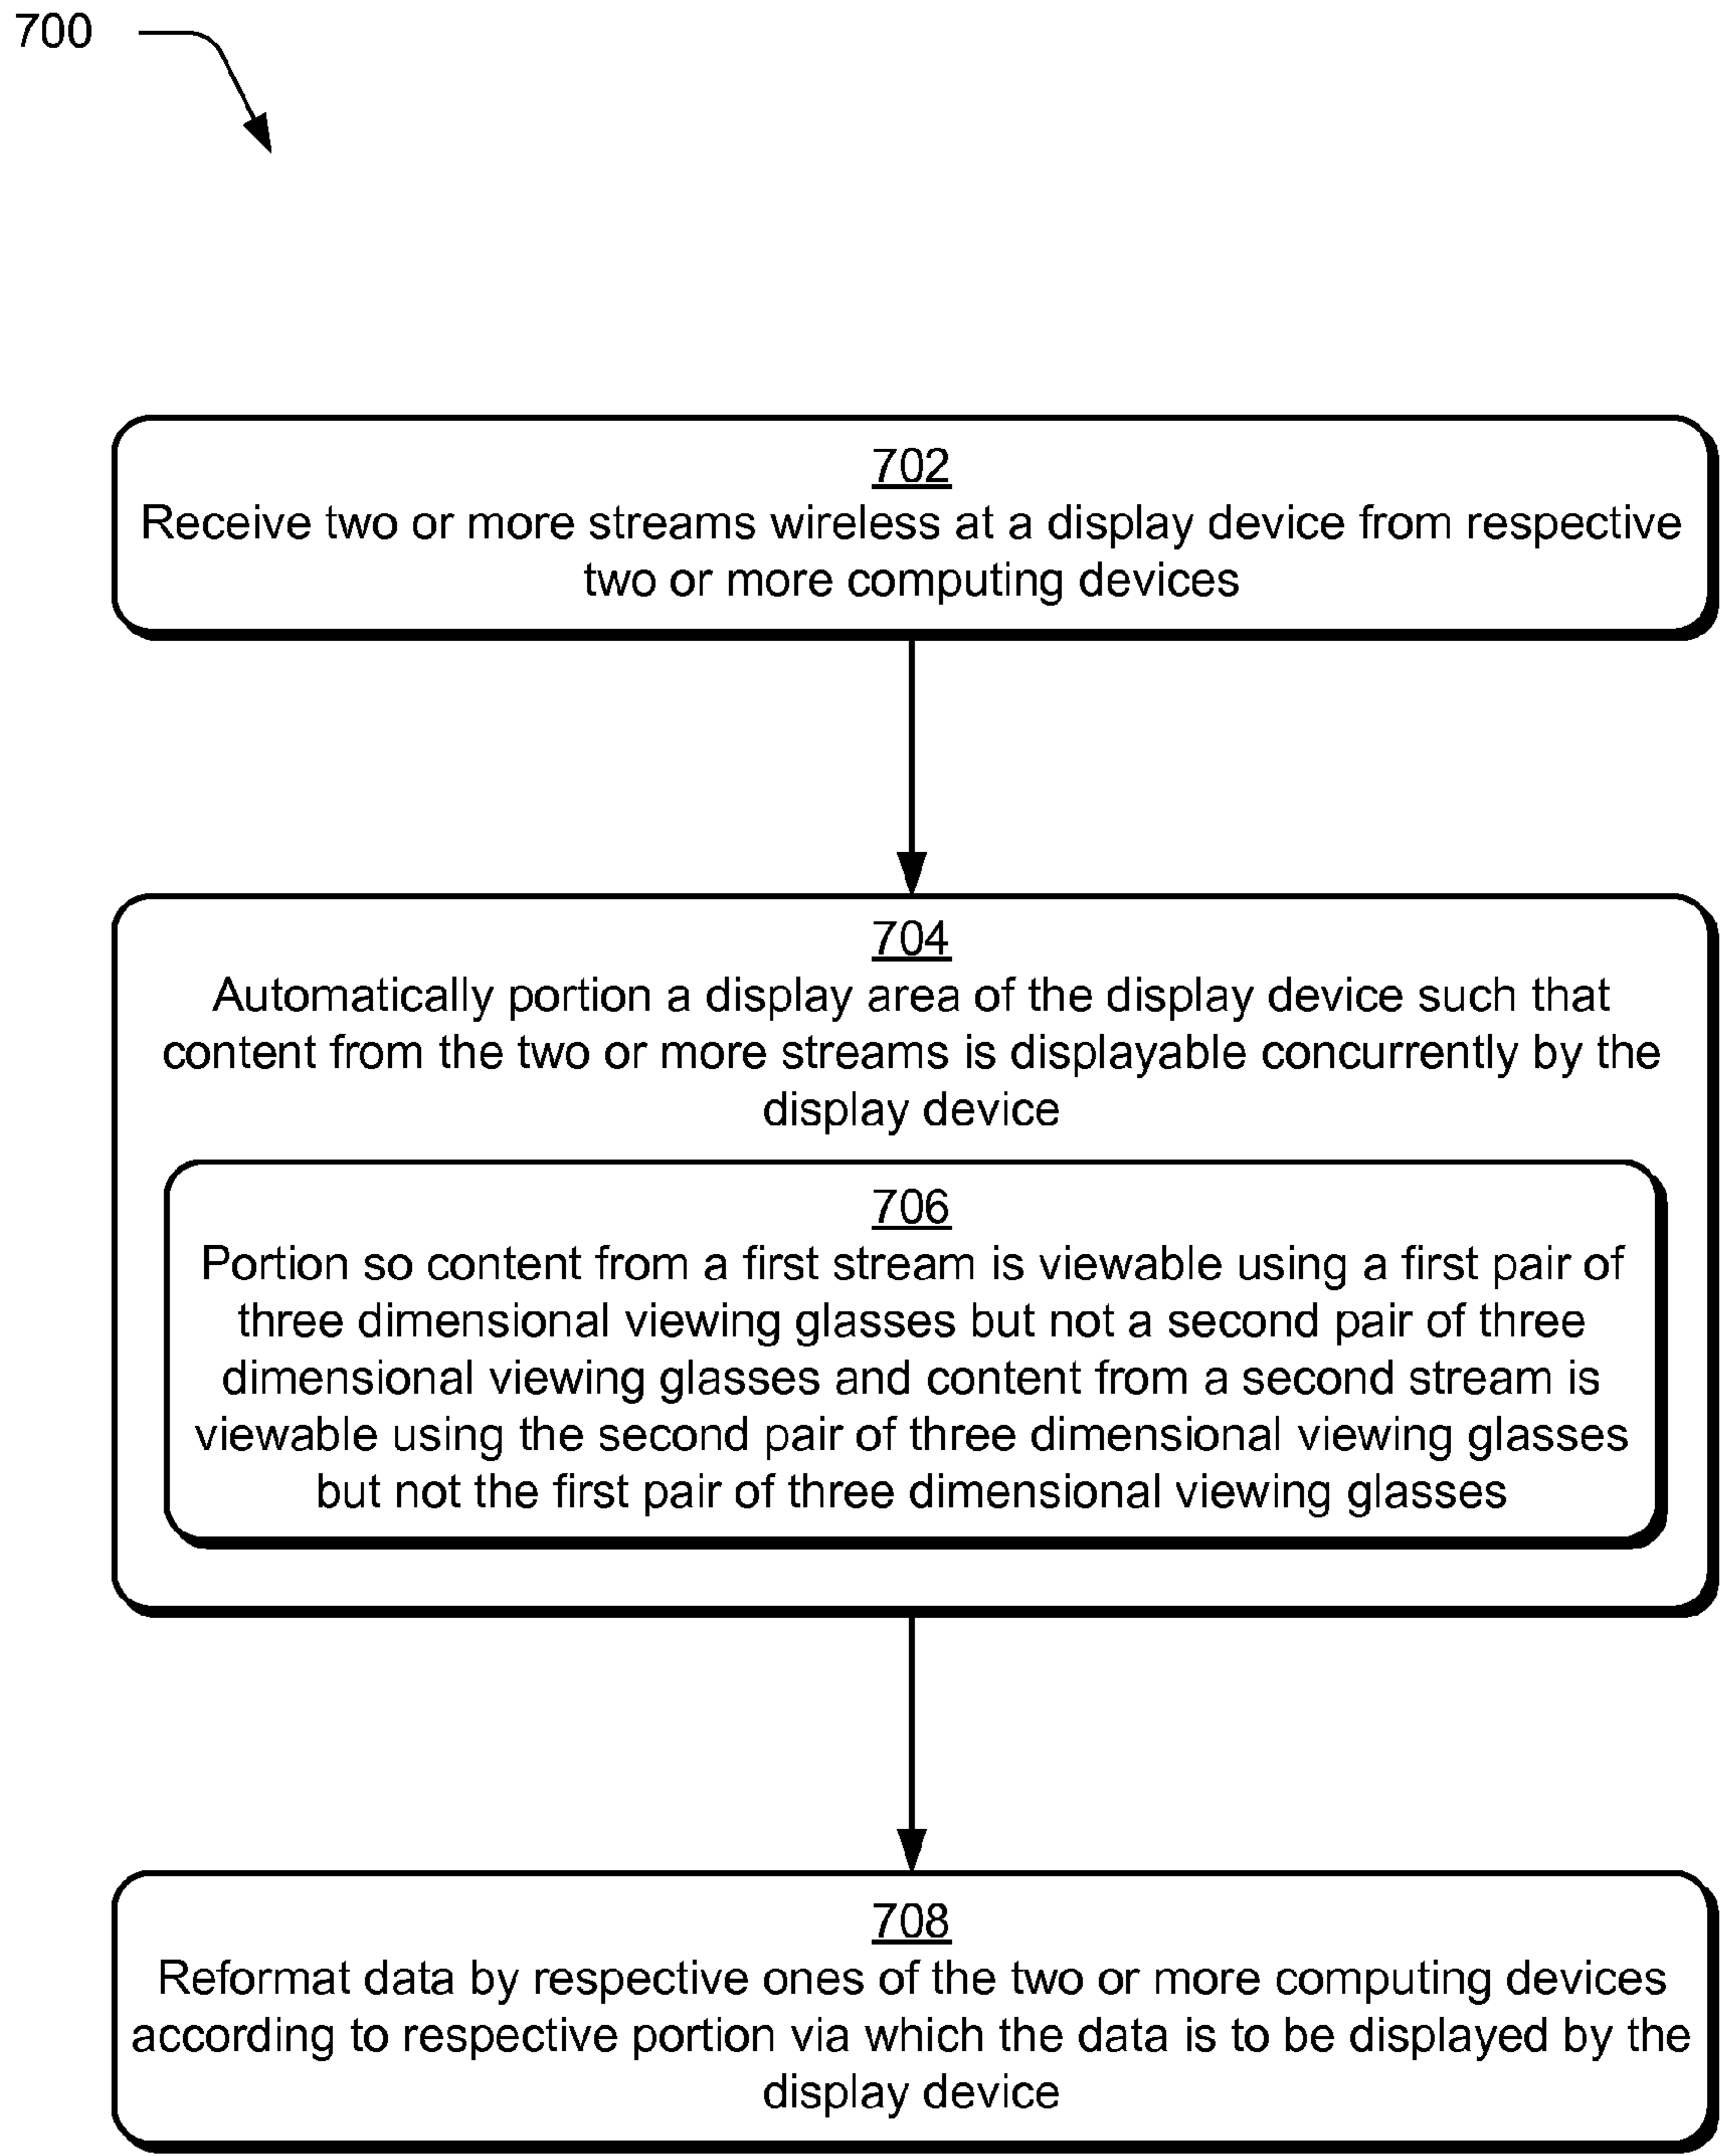 700
702
Receive two or more streams wireless at a display device from respective
two or more computing devices
704
Automatically portion a display area of the display device such that
content from the two or more streams is displayable concurrently by the
display device
706
Portion so content from a first stream is viewable using a first pair of
three dimensional viewing glasses but not a second pair of three
dimensional viewing glasses and content from a second stream is
viewable using the second pair of three dimensional viewing glasses
but not the first pair of three dimensional viewing glasses
708
Reformat data by respective ones of the two or more computing devices
according to respective portion via which the data is to be displayed by the
display device